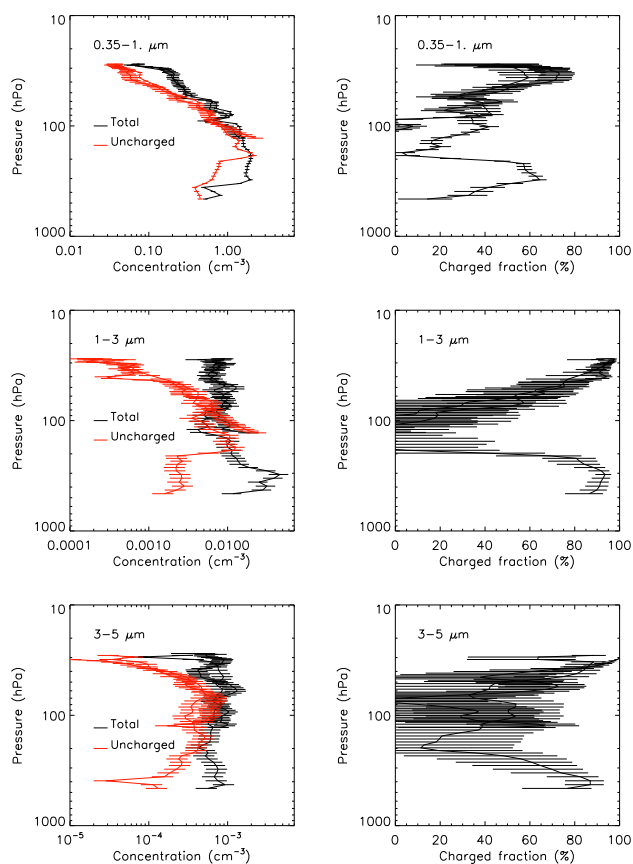 0.35−1. μm
Pressure (hPa)
100
1000
Total
Uncharged
0.01 0.10 1.00
Concentration (cm⁻³)
0.35−1. μm
Pressure (hPa)
100
1000
0 20 40 60 80 100
Charged fraction (%)
10
1−3 μm
Pressure (hPa)
100
1000
Total
Uncharged
0.0001 0.0010 0.0100
Concentration (cm⁻³)
10
1−3 μm
Pressure (hPa)
100
1000
0 20 40 60 80 100
Charged fraction (%)
10
3−5 μm
Pressure (hPa)
100
1000
Total
Uncharged
10⁻⁵ 10⁻⁴ 10⁻³
Concentration (cm⁻³)
10
3−5 μm
Pressure (hPa)
100
1000
0 20 40 60 80 100
Charged fraction (%)